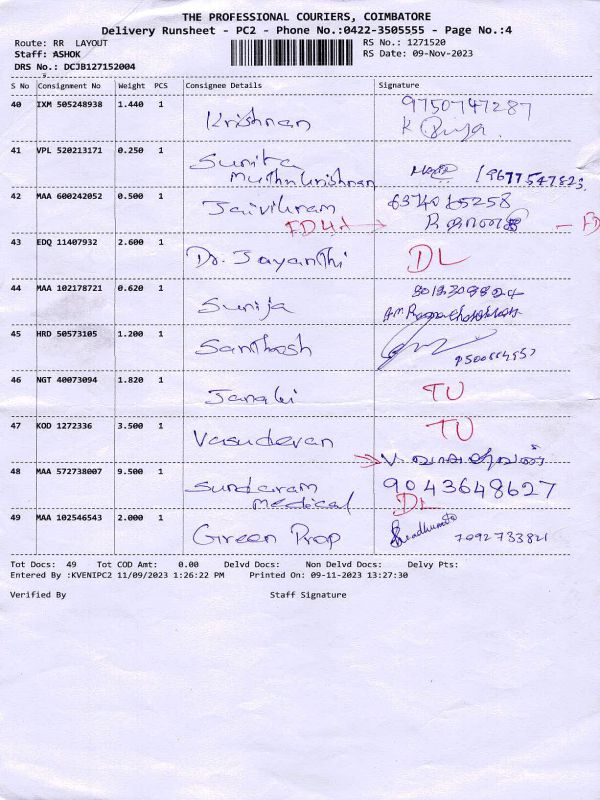 THE PROFESSIONAL COURIERS, COIMBATORE
Delivery Runsheet - PC2 - Phone No.:0422-3505555 - Page No.:4
Route: RR LAYOUT
RS No.: 1271520
Staff: ASHOK
RS Date: 09-Nov-2023
DRS No.: DCJB127152004
S No Consignment No Weight PCS Consignee Details Signature
40 IXM 505248938 1.440 1 Krishnan 9750747287
K Priya.
41 VPL 520213171 0.250 1 Sunita 19677547823
Muthukrishnan
42 MAA 600242052 0.500 1 Jaivikram 6374065258
43 EDQ 11407932 2.600 1 Dr. Jayanthi DL
44 MAA 102178721 0.620 1 Sunija
45 HRD 50573105 1.200 1 Santhosh
46 NGT 40073094 1.820 1 Janaki TU
47 KOD 1272336 3.500 1 Vasudevan TU
V. வாசுதேவன்
48 MAA 572738007 9.500 1 Sundaram 9043648627
medical DL
49 MAA 102546543 2.000 1 Green Prop 7092733821
Tot Docs: 49 Tot COD Amt: 0.00 Delvd Docs: Non Delvd Docs: Delvy Pts:
Entered By :KVENIPC2 11/09/2023 1:26:22 PM Printed On: 09-11-2023 13:27:30
Verified By Staff Signature